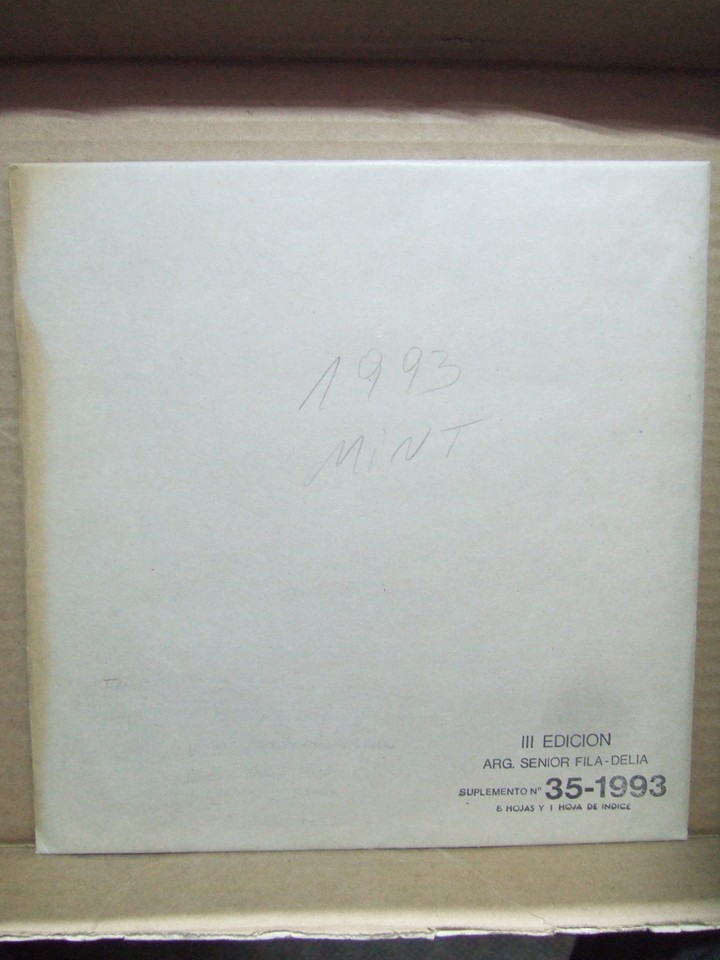 1993
MINT
III EDICION
ARG. SENIOR FILA-DELIA
SUPLEMENTO Nº 35-1993
6 HOJAS Y 1 HOJA DE INDICE